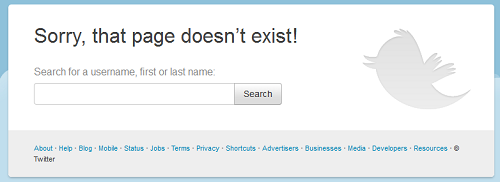 Sorry, that page doesn’t exist!
Search for a username, first or last name:
Search
About · Help · Blog · Mobile · Status · Jobs · Terms · Privacy · Shortcuts · Advertisers · Businesses · Media · Developers · Resources · ©
Twitter